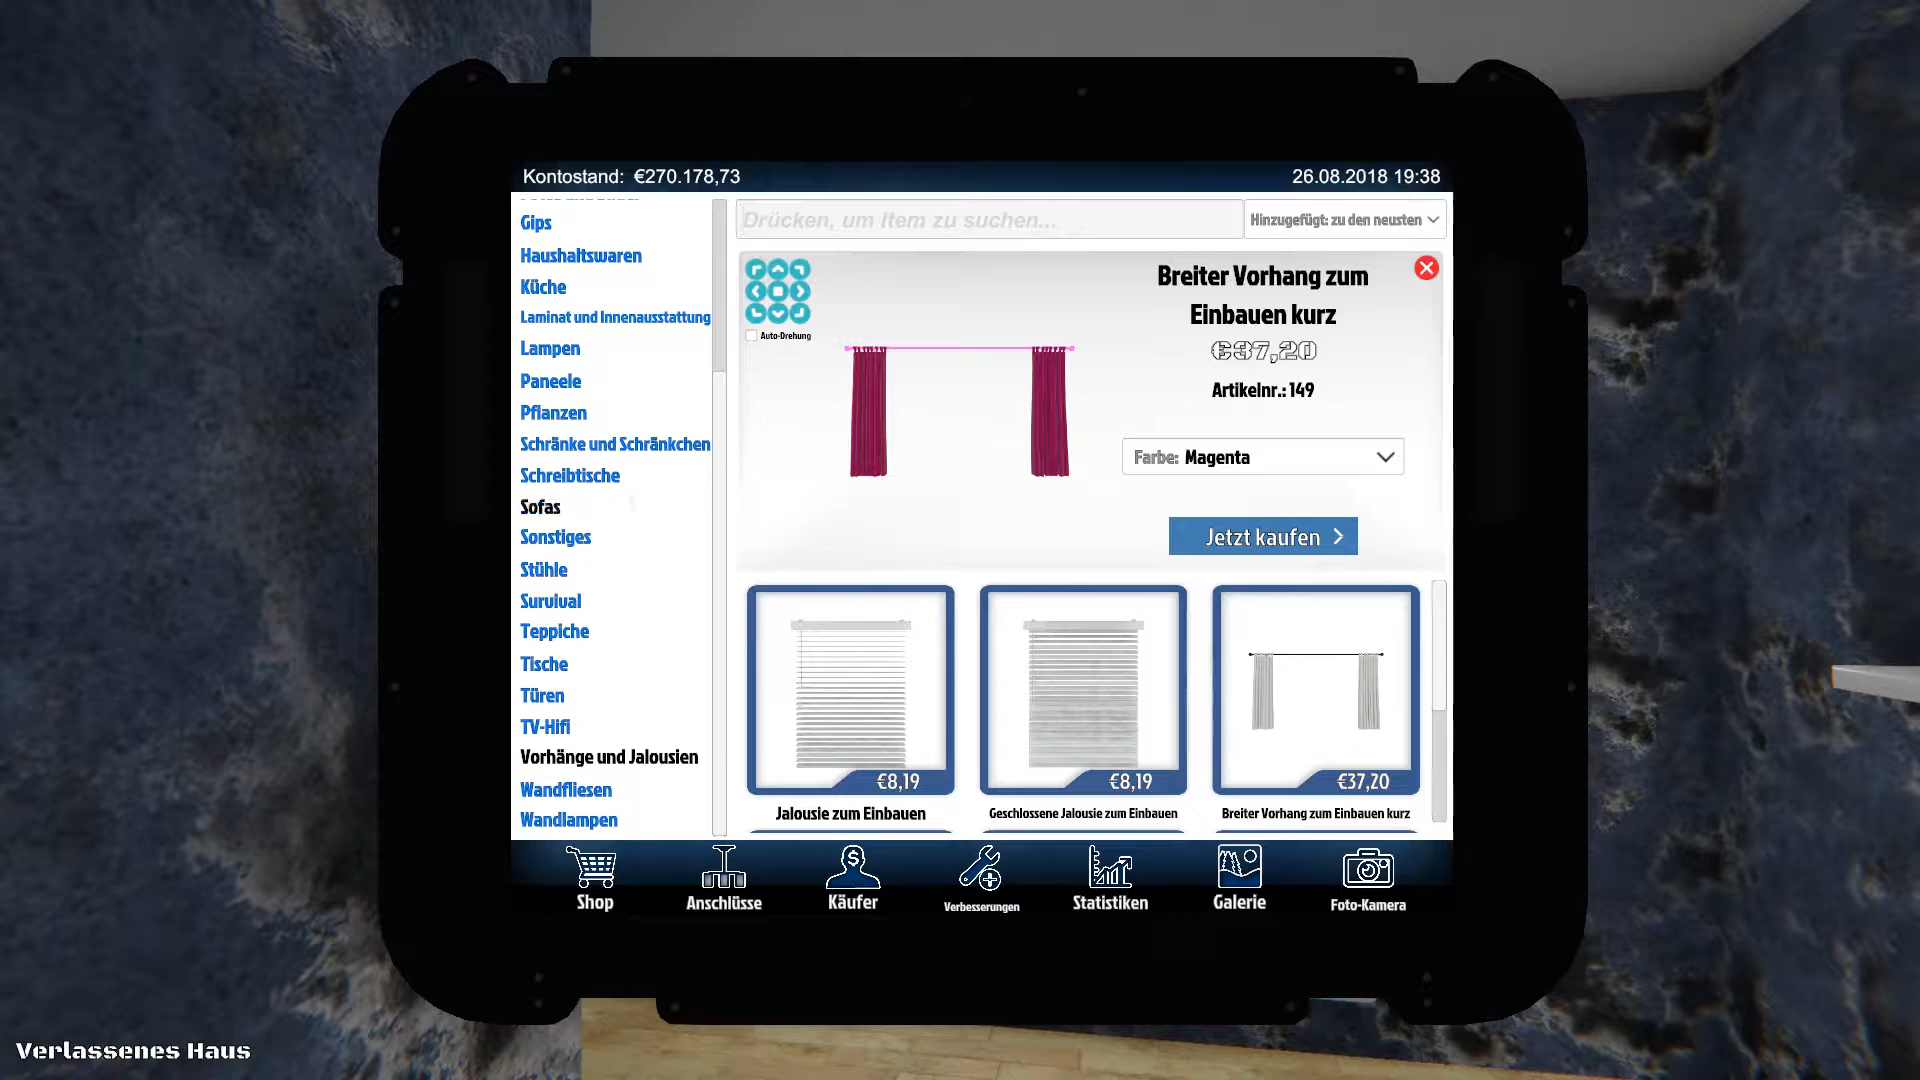 Kontostand: €270.178,73
26.08.2018 19:38
Gips
Haushaltswaren
Küche
Laminat und Innenausstattung
Lampen
Paneele
Pflanzen
Schränke und Schränkchen
Schreibtische
Sofas
Sonstiges
Stühle
Survival
Teppiche
Tische
Türen
TV-Hifi
Vorhänge und Jalousien
Wandfliesen
Wandlampen
Drücken, um Item zu suchen...
Hinzugefügt: zu den neusten
Auto-Drehung
Breiter Vorhang zum
Einbauen kurz
€37,20
Artikelnr.: 149
Farbe: Magenta
Jetzt kaufen
€8,19
Jalousie zum Einbauen
€8,19
Geschlossene Jalousie zum Einbauen
€37,20
Breiter Vorhang zum Einbauen kurz
Shop
Anschlüsse
Käufer
Verbesserungen
Statistiken
Galerie
Foto-Kamera
Verlassenes Haus